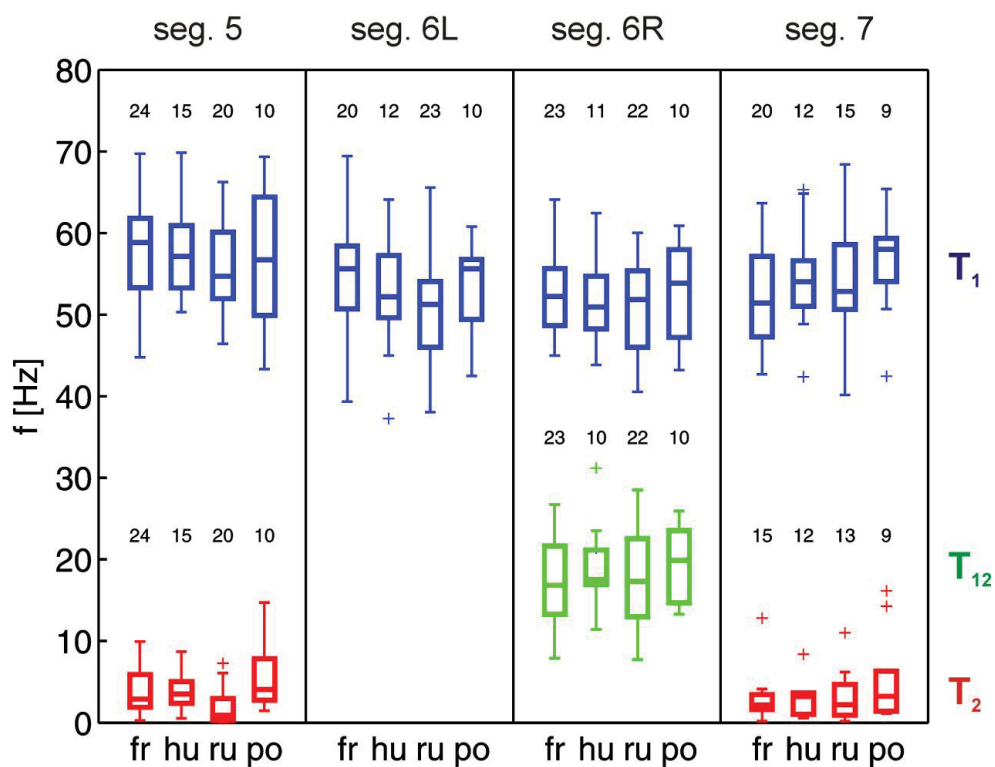 seg. 5 seg. 6L seg. 6R seg. 7
80
24 15 20 10 20 12 23 10 23 11 22 10 20 12 15 9
70
60
T1
50
40
f [Hz]
23 10 22 10
30
24 15 20 10 15 12 13 9
20
T12
10
T2
0
fr hu ru po fr hu ru po fr hu ru po fr hu ru po